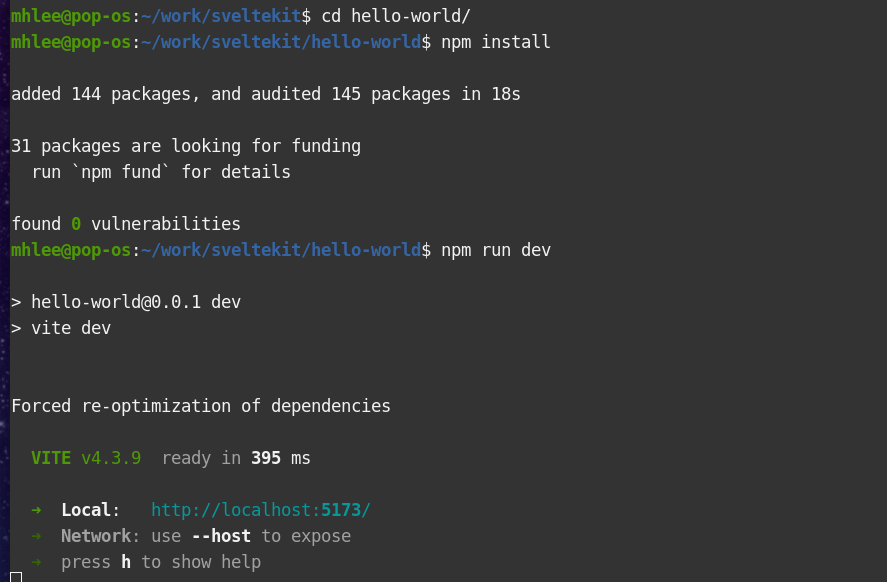 mhlee@pop-os:~/work/sveltekit$ cd hello-world/
mhlee@pop-os:~/work/sveltekit/hello-world$ npm install
added 144 packages, and audited 145 packages in 18s
31 packages are looking for funding
  run `npm fund` for details
found 0 vulnerabilities
mhlee@pop-os:~/work/sveltekit/hello-world$ npm run dev
> hello-world@0.0.1 dev
> vite dev
Forced re-optimization of dependencies
  VITE v4.3.9  ready in 395 ms
  ➜  Local:   http://localhost:5173/
  ➜  Network: use --host to expose
  ➜  press h to show help